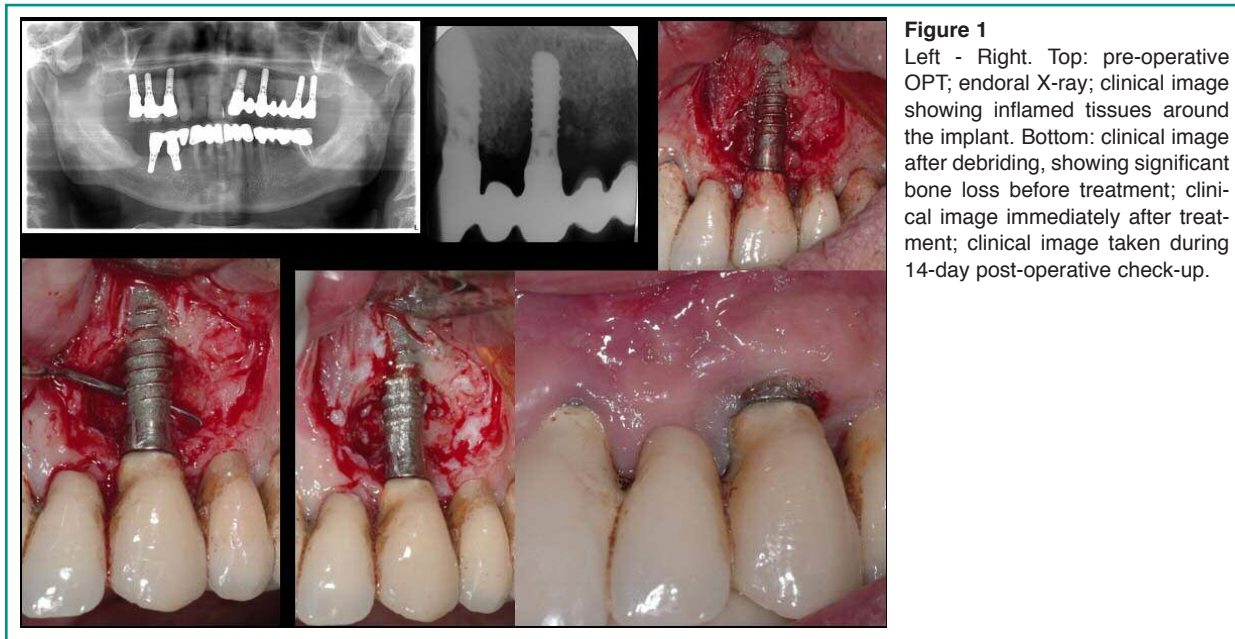 Figure 1
Left - Right. Top: pre-operative
OPT; endoral X-ray; clinical image
showing inflamed tissues around
the implant. Bottom: clinical image
after debriding, showing significant
bone loss before treatment; clini-
cal image immediately after treat-
ment; clinical image taken during
14-day post-operative check-up.
L